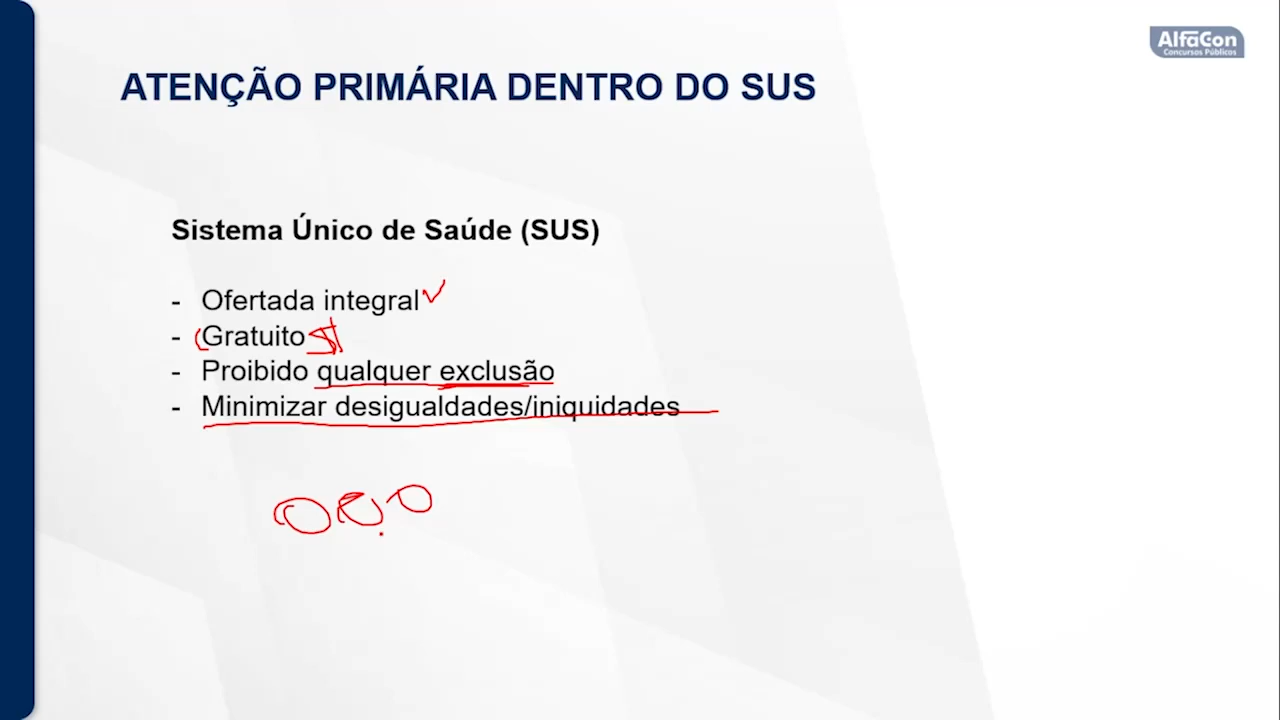 AlfaCon
Concursos Públicos
ATENÇÃO PRIMÁRIA DENTRO DO SUS
Sistema Único de Saúde (SUS)
- Ofertada integral
- Gratuito
- Proibido qualquer exclusão
- Minimizar desigualdades/iniquidades